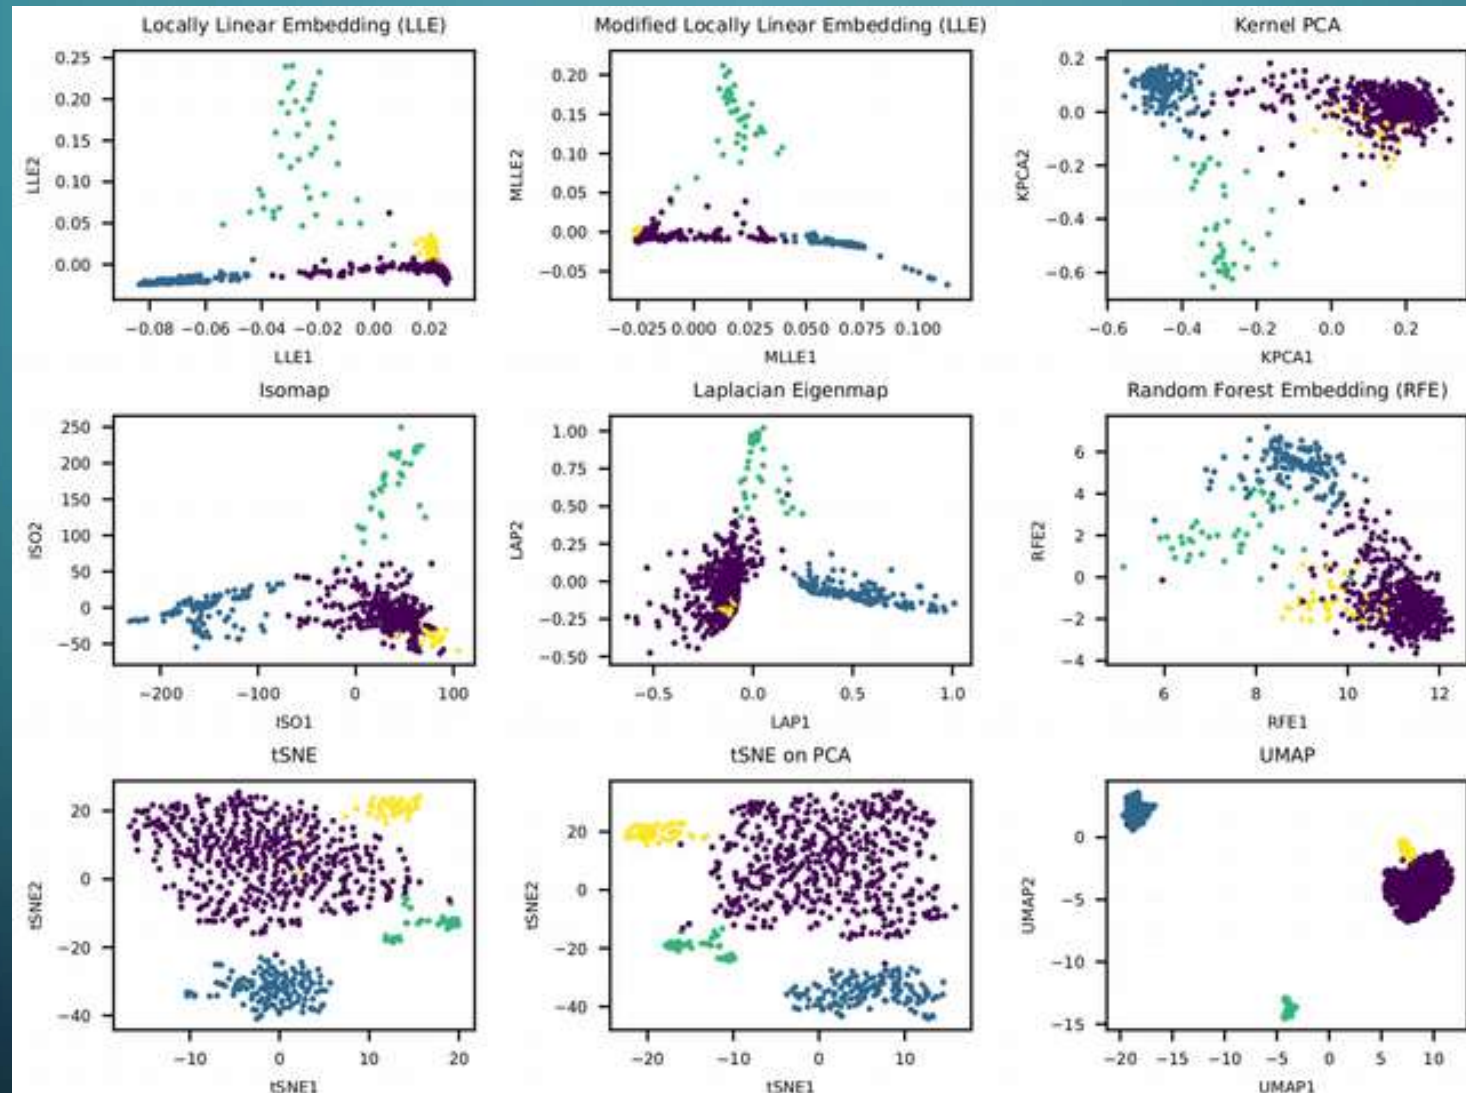 Locally Linear Embedding (LLE)
Modified Locally Linear Embedding (LLE)
Kernel PCA
0.25
0.20
0.15
0.10
0.05
0.00
LLE2
−0.08 −0.06 −0.04 −0.02 0.00 0.02
LLE1
0.20
0.15
0.10
0.05
0.00
−0.05
MLLE2
−0.025 0.000 0.025 0.050 0.075 0.100
MLLE1
0.2
0.0
−0.2
−0.4
−0.6
KPCA2
−0.6 −0.4 −0.2 0.0 0.2
KPCA1
Isomap
Laplacian Eigenmap
Random Forest Embedding (RFE)
250
200
150
100
50
0
−50
ISO2
−200 −100 0 100
ISO1
1.00
0.75
0.50
0.25
0.00
−0.25
−0.50
LAP2
−0.5 0.0 0.5 1.0
LAP1
6
4
2
0
−2
−4
RFE2
6 8 10 12
RFE1
tSNE
tSNE on PCA
UMAP
20
0
−20
−40
tSNE2
−10 0 10 20
tSNE1
20
0
−20
−40
tSNE2
−20 −10 0 10
tSNE1
0
−5
−10
−15
UMAP2
−20 −15 −10 −5 0 5 10
UMAP1